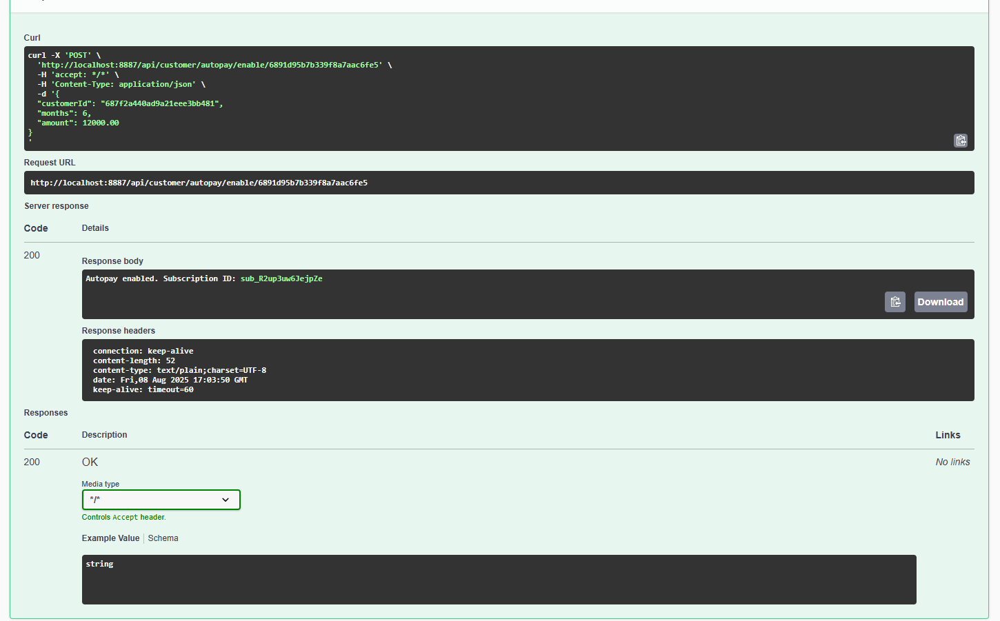 Curl
curl -X 'POST' \
'http://localhost:8887/api/customer/autopay/enable/6891d95b7b339f8a7aac6fe5' \
-H 'accept: */*' \
-H 'Content-Type: application/json' \
-d '{
"customerId": "687f2a440ad9a21eee3bb481",
"months": 6,
"amount": 12000.00
}
'
Request URL
http://localhost:8887/api/customer/autopay/enable/6891d95b7b339f8a7aac6fe5
Server response
Code Details
200
Response body
Autopay enabled. Subscription ID: sub_R2up3uw6JejpZe
Download
Response headers
connection: keep-alive
content-length: 52
content-type: text/plain;charset=UTF-8
date: Fri,08 Aug 2025 17:03:50 GMT
keep-alive: timeout=60
Responses
Code Description Links
200 OK No links
Media type
*/*
Controls Accept header.
Example Value Schema
string